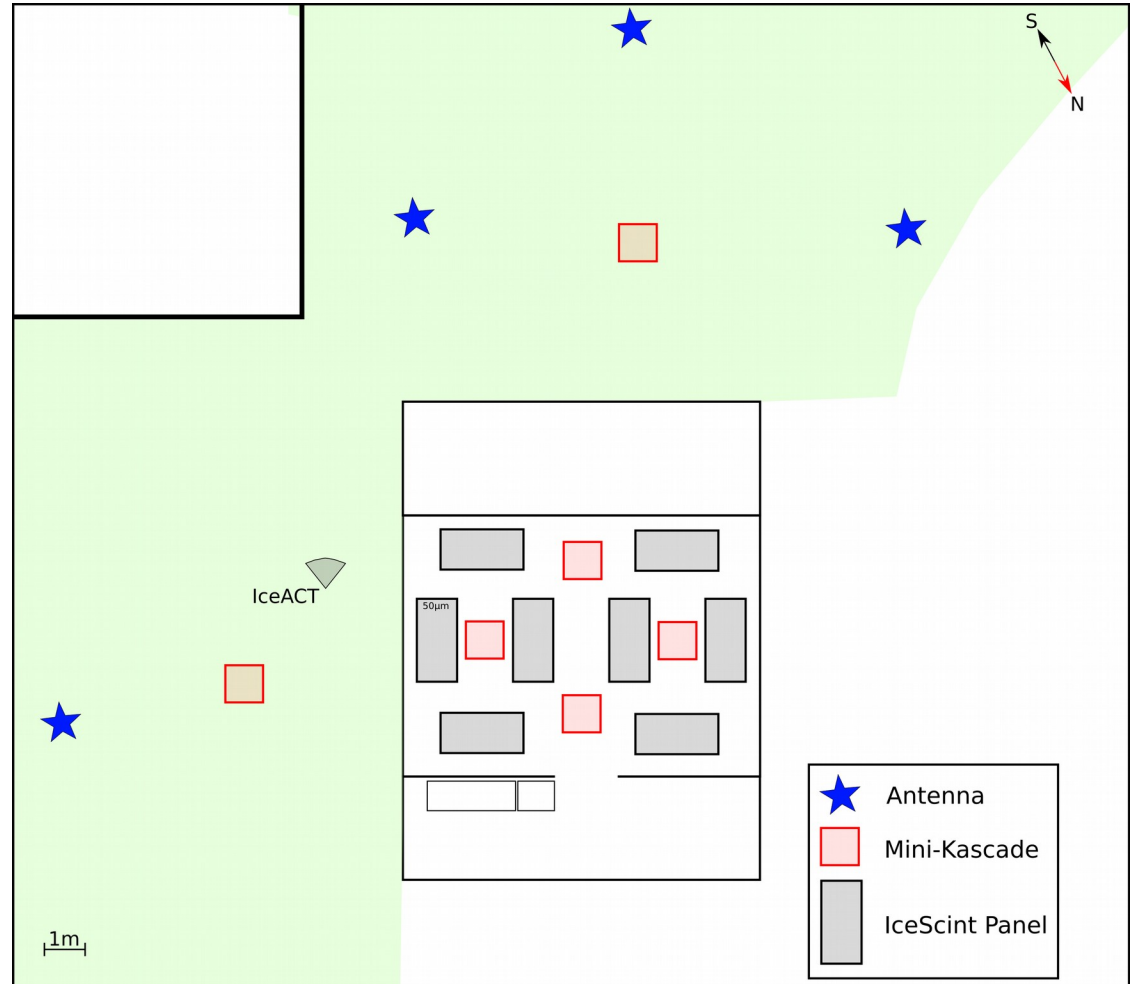 S
N
IceACT
50μm
1m
Antenna
Mini-Kascade
IceScint Panel